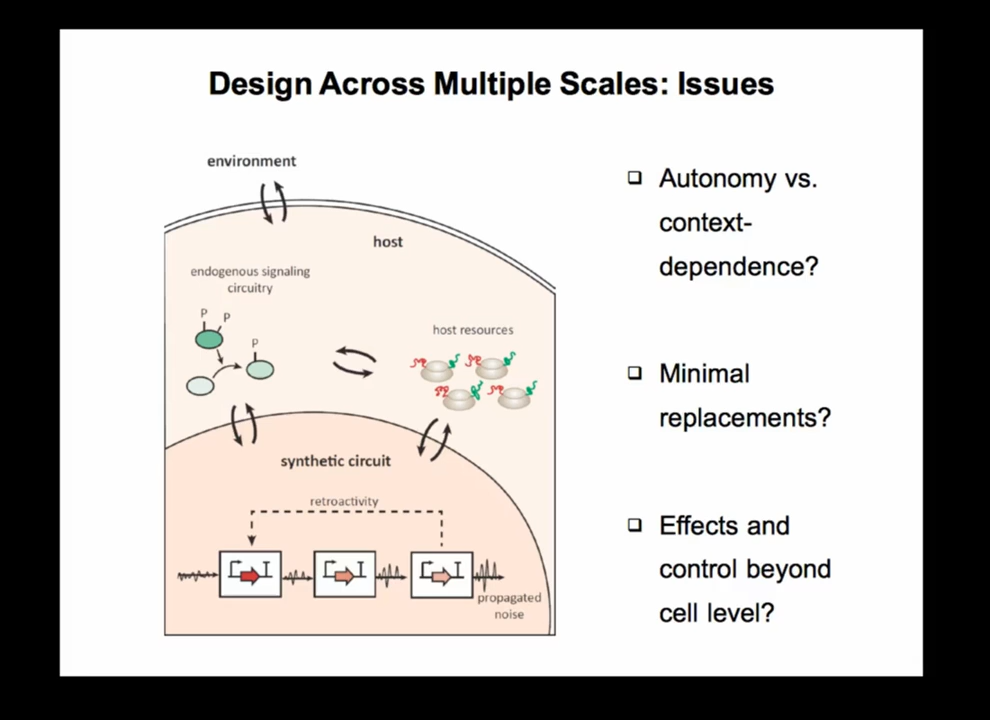 Design Across Multiple Scales: Issues
environment
host
endogenous signaling
circuitry
P
P
P
host resources
synthetic circuit
retroactivity
propagated
noise
❑ Autonomy vs.
context-
dependence?
❑ Minimal
replacements?
❑ Effects and
control beyond
cell level?